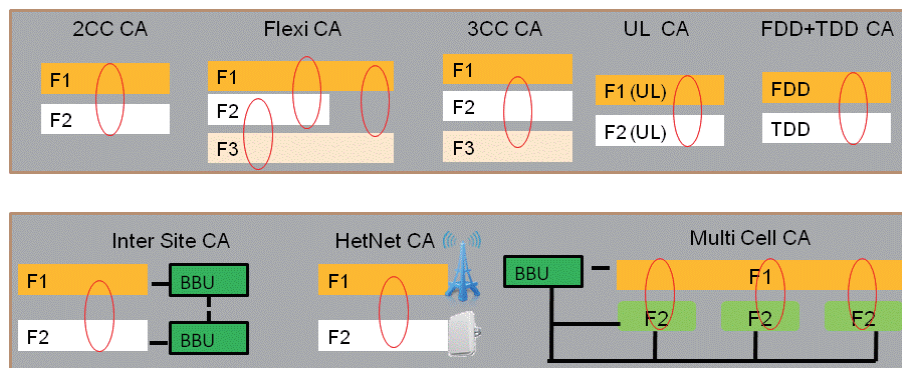 2CC CA
Flexi CA
3CC CA
UL CA
FDD+TDD CA
F1
F2
F1
F2
F3
F1
F2
F3
F1 (UL)
F2 (UL)
FDD
TDD
Inter Site CA
HetNet CA
Multi Cell CA
F1
BBU
F2
BBU
F1
F2
BBU
F1
F2
F2
F2